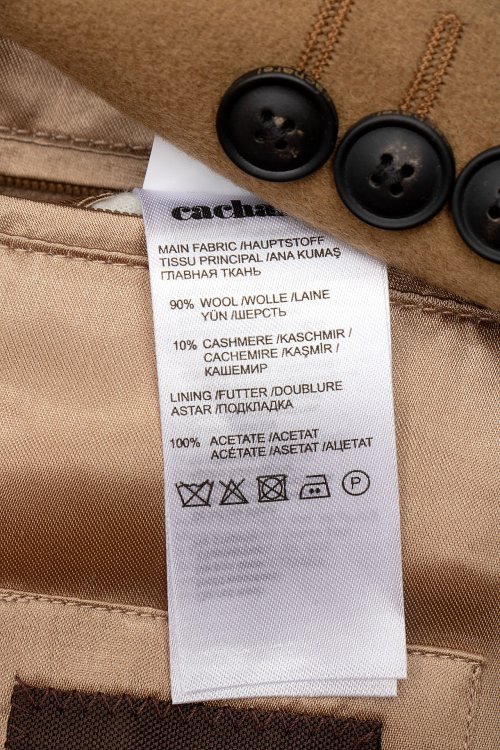 MAIN FABRIC /HAUPTSTOFF
TISSU PRINCIPAL /ANA KUMAŞ
ГЛАВНАЯ ТКАНЬ
90% WOOL /WOLLE /LAINE
YÜN /ШЕРСТЬ
10% CASHMERE /KASCHMIR /
CACHEMIRE /KAŞMİR /
КАШЕМИР
LINING /FUTTER /DOUBLURE
ASTAR /ПОДКЛАДКА
100% ACETATE /ACETAT
ACÉTATE /ASETAT /АЦЕТАТ
P